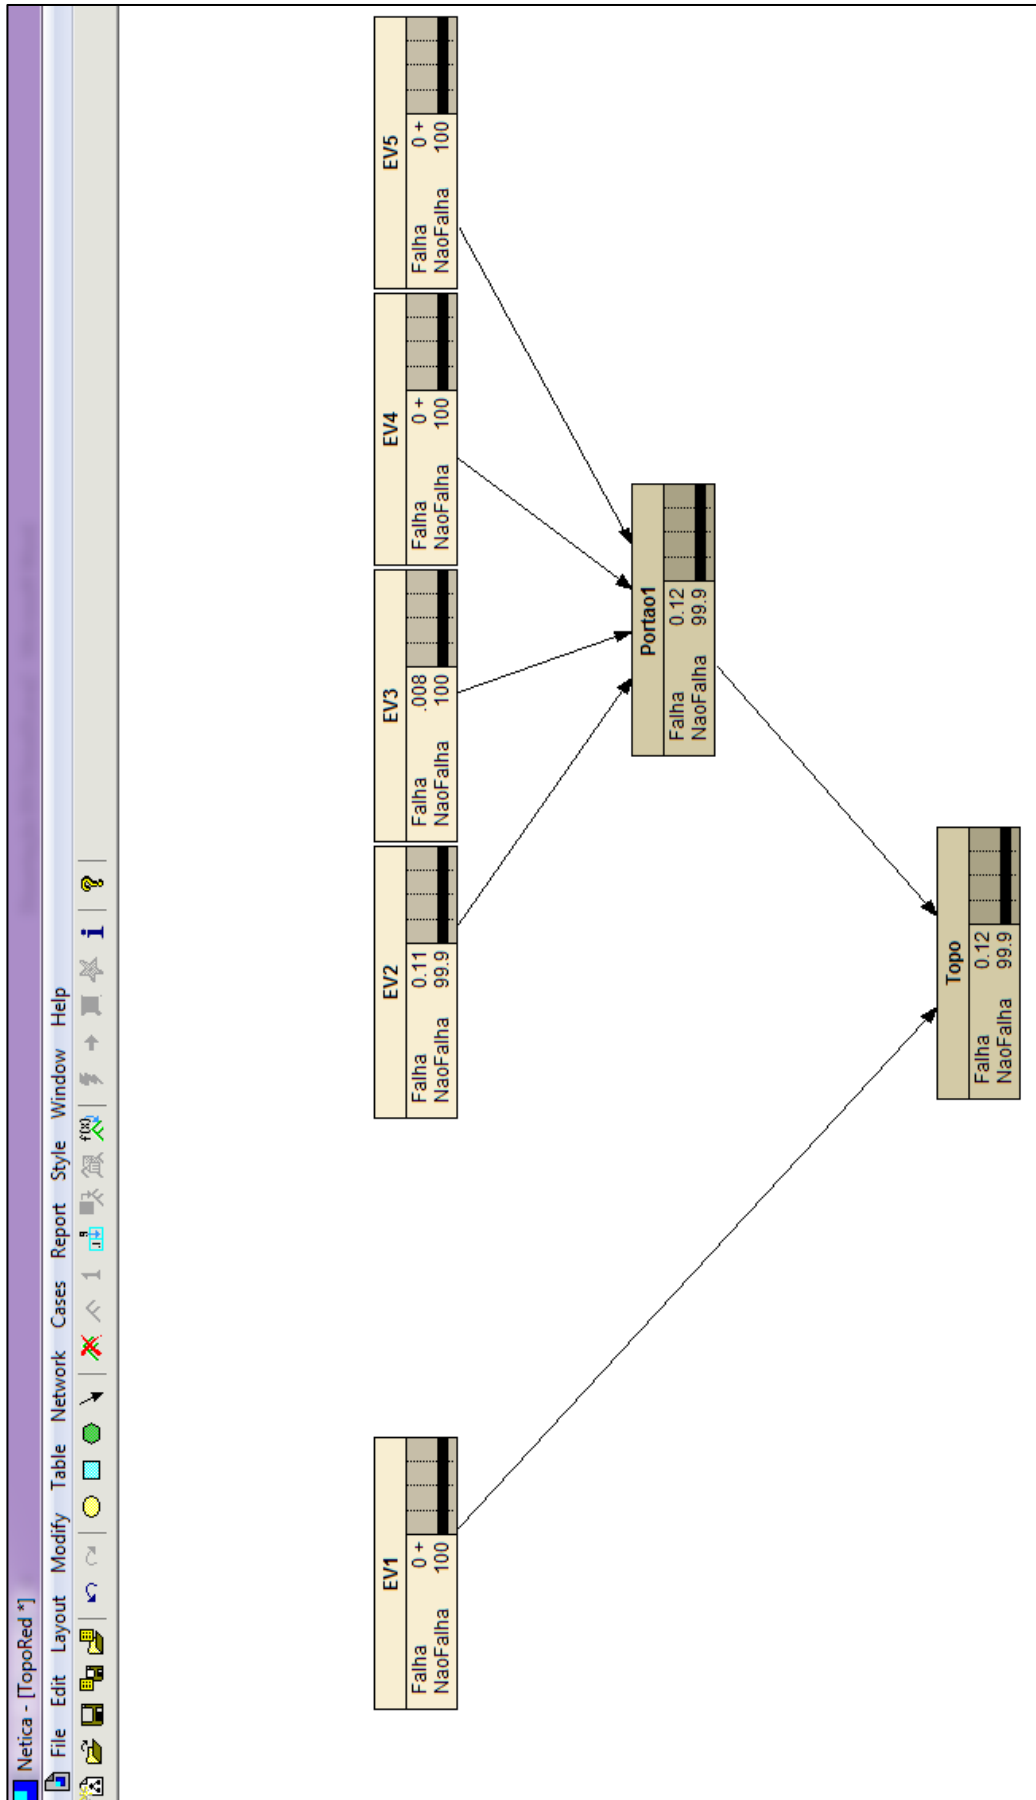 Netica - [TopoRed *]
File Edit Layout Modify Table Network Cases Report Style Window Help
EV1
Falha 0 +
NaoFalha 100
EV2
Falha 0.11
NaoFalha 99.9
EV3
Falha .008
NaoFalha 100
EV4
Falha 0 +
NaoFalha 100
EV5
Falha 0 +
NaoFalha 100
Portao1
Falha 0.12
NaoFalha 99.9
Topo
Falha 0.12
NaoFalha 99.9